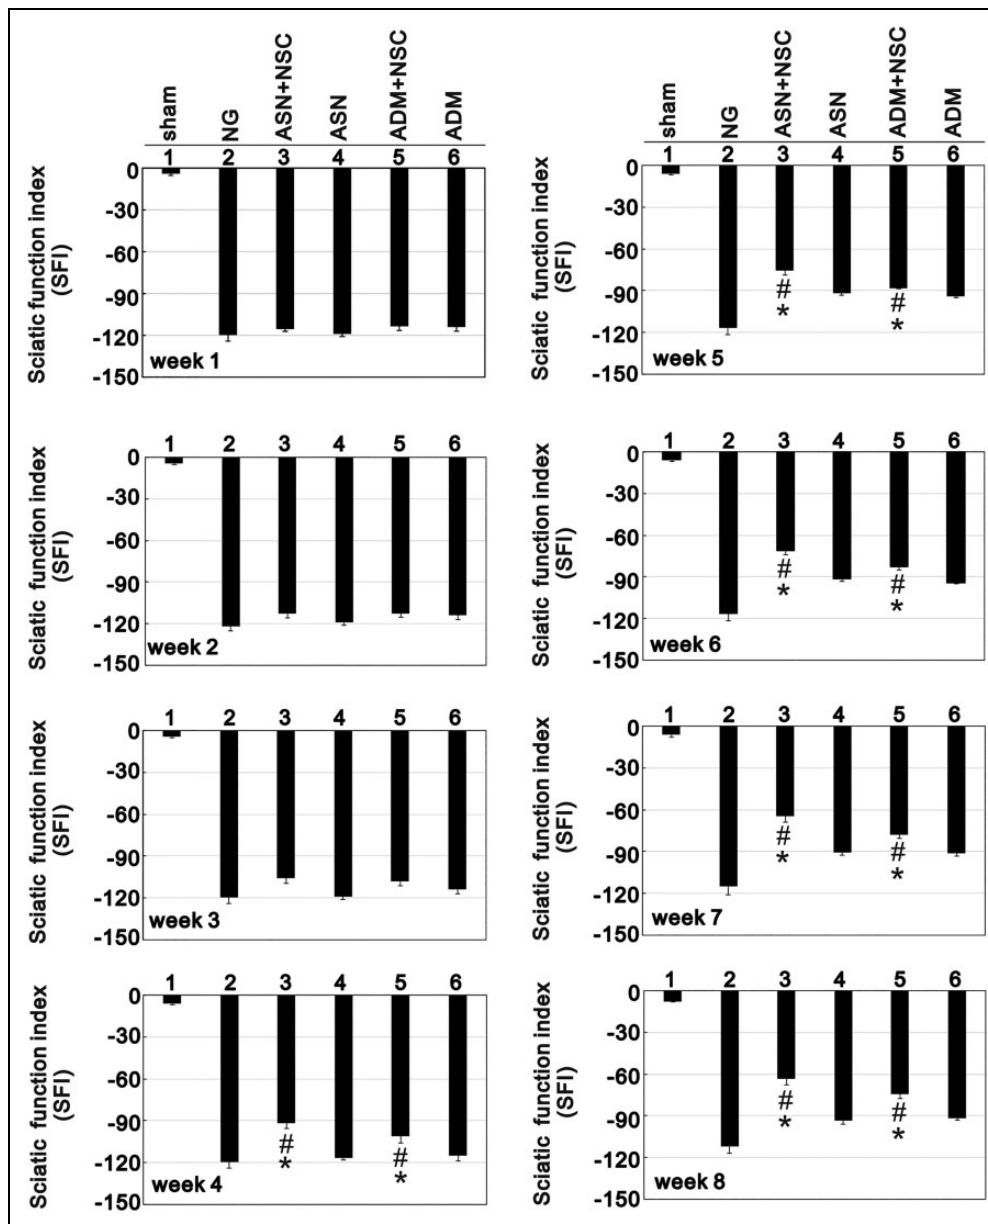 sham NG ASN+NSC ASN ADM+NSC ADM
1 2 3 4 5 6
Sciatic function index
(SFI)
0
-30
-60
-90
-120
-150
week 1
1 2 3 4 5 6
Sciatic function index
(SFI)
0
-30
-60
-90
-120
-150
week 2
1 2 3 4 5 6
Sciatic function index
(SFI)
0
-30
-60
-90
-120
-150
week 3
1 2 3 4 5 6
Sciatic function index
(SFI)
0
-30
-60
-90
-120
-150
# #
* *
week 4
sham NG ASN+NSC ASN ADM+NSC ADM
1 2 3 4 5 6
Sciatic function index
(SFI)
0
-30
-60
-90
-120
-150
# #
* *
week 5
1 2 3 4 5 6
Sciatic function index
(SFI)
0
-30
-60
-90
-120
-150
# #
* *
week 6
1 2 3 4 5 6
Sciatic function index
(SFI)
0
-30
-60
-90
-120
-150
# #
* *
week 7
1 2 3 4 5 6
Sciatic function index
(SFI)
0
-30
-60
-90
-120
-150
# #
* *
week 8